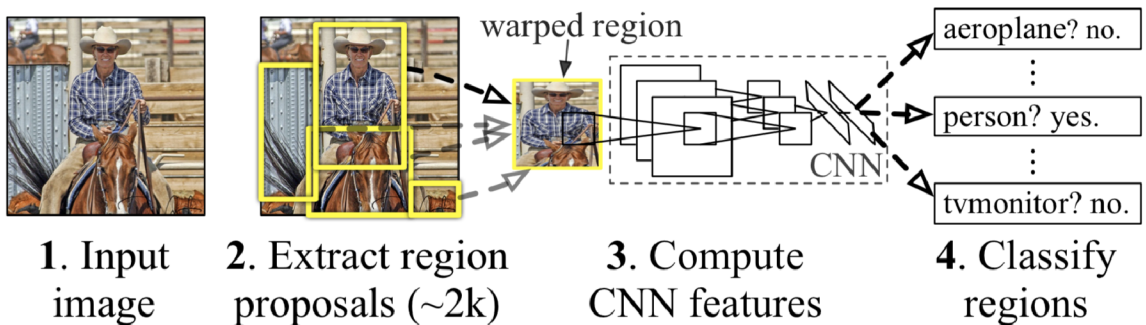 warped region
aeroplane? no.
person? yes.
CNN
tvmonitor? no.
1. Input
image
2. Extract region
proposals (~2k)
3. Compute
CNN features
4. Classify
regions